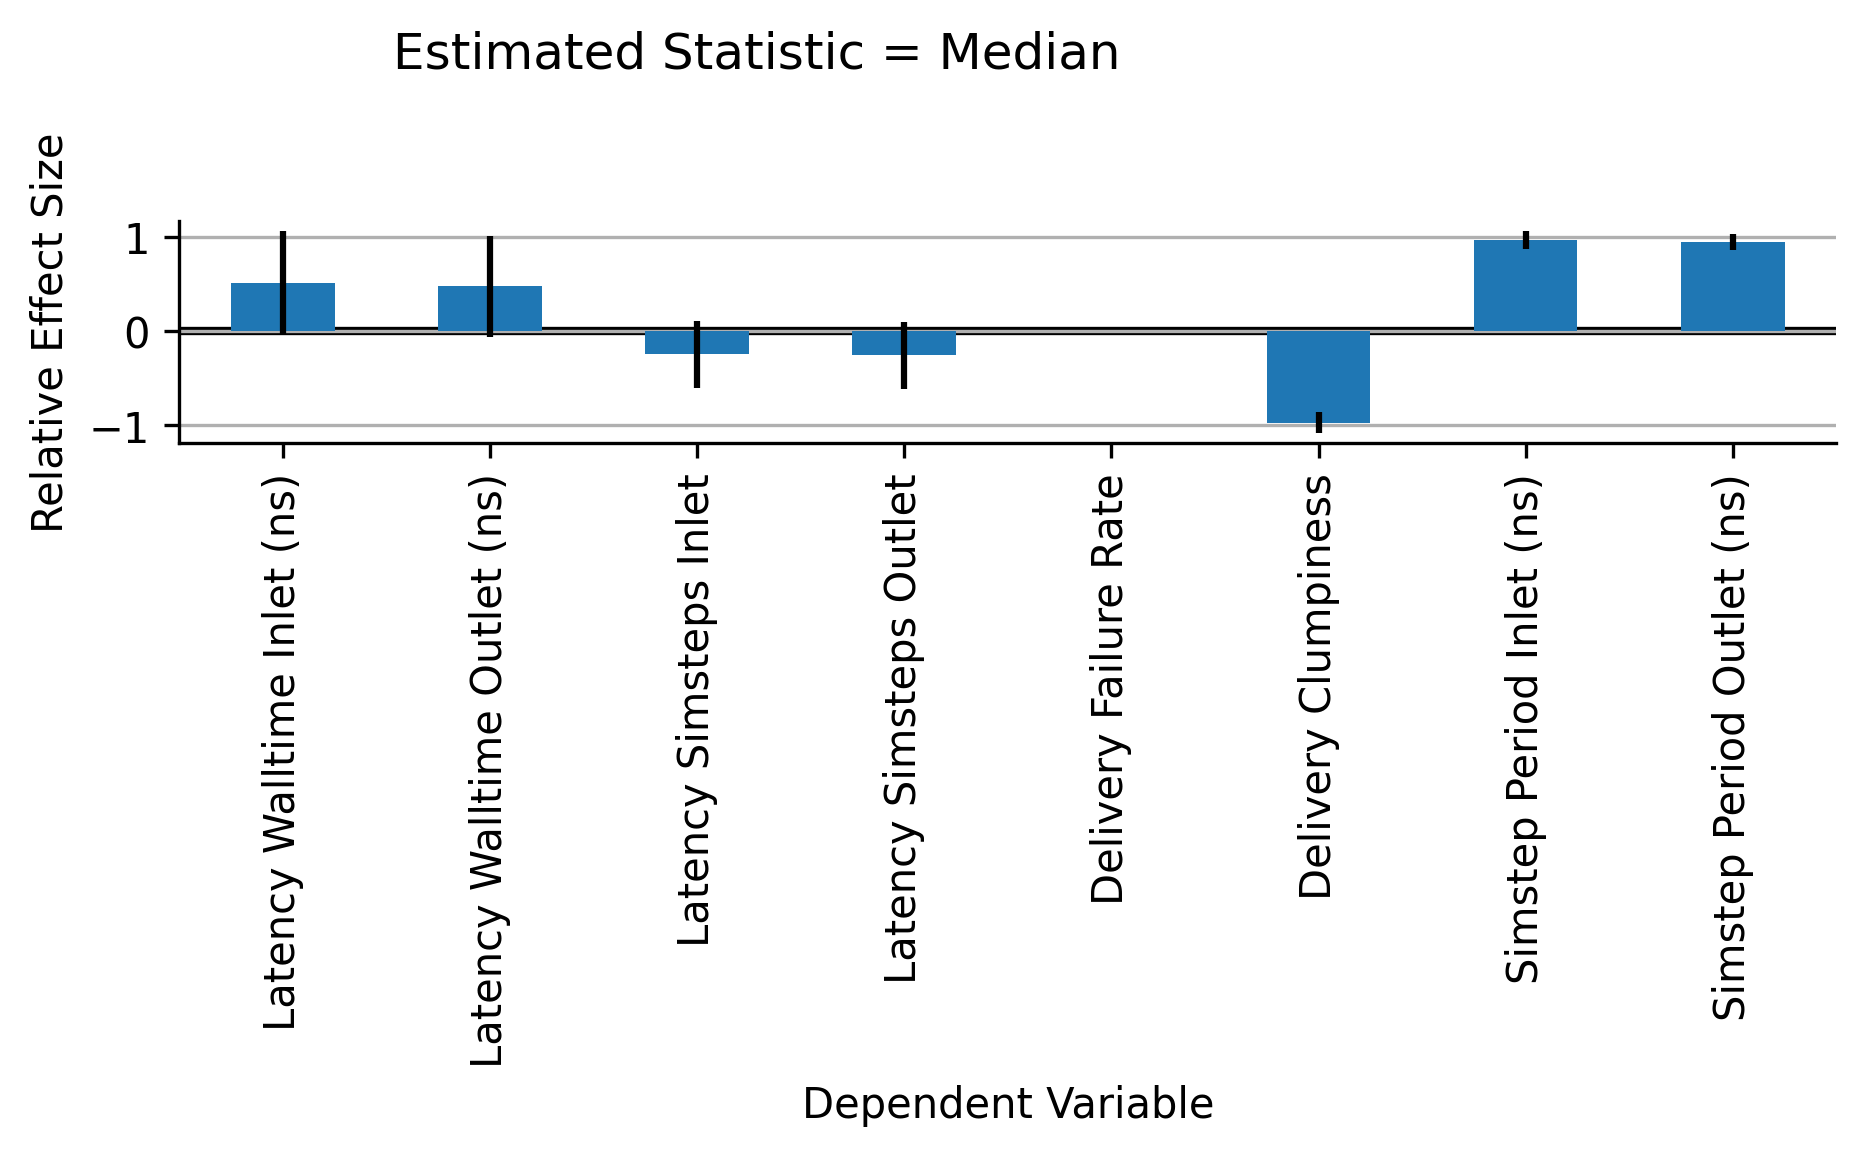 Estimated Statistic = Median
Relative Effect Size
1
0
−1
Latency Walltime Inlet (ns)
Latency Walltime Outlet (ns)
Latency Simsteps Inlet
Latency Simsteps Outlet
Delivery Failure Rate
Delivery Clumpiness
Simstep Period Inlet (ns)
Simstep Period Outlet (ns)
Dependent Variable